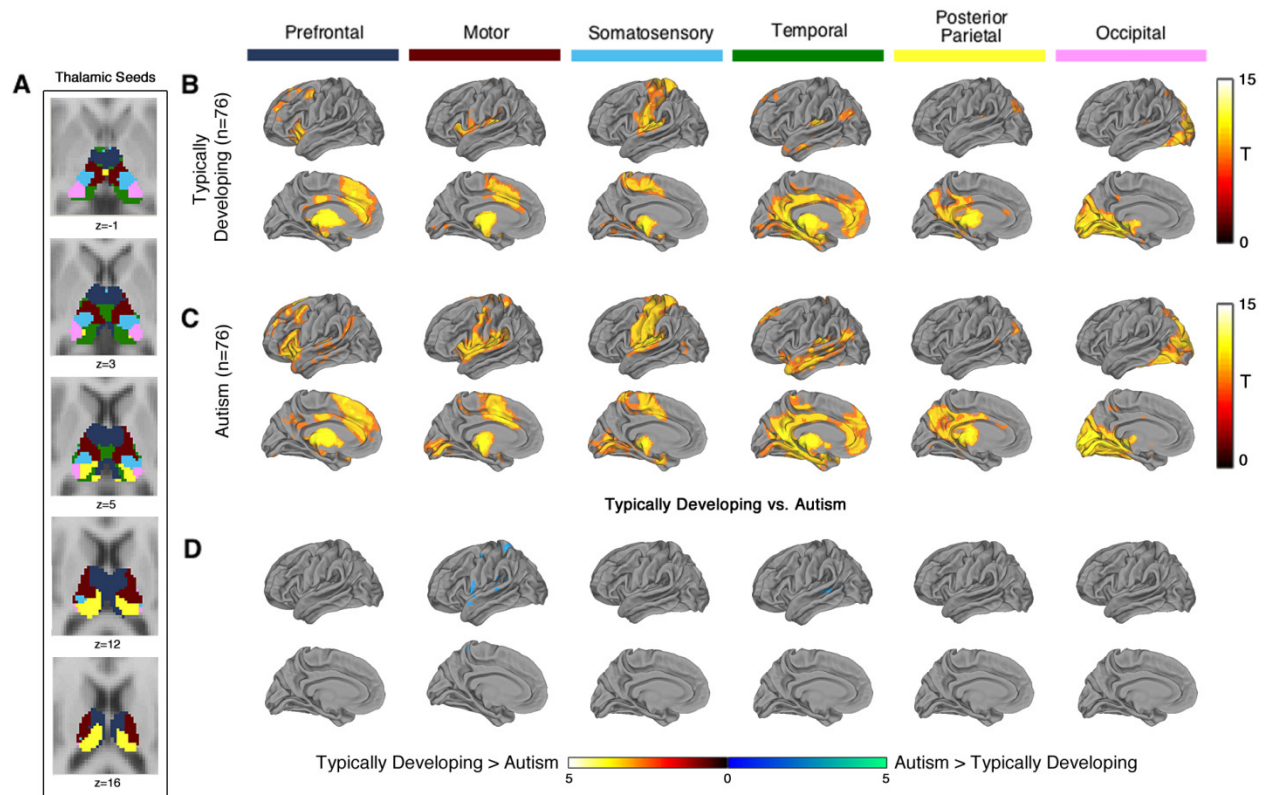 Prefrontal
Motor
Somatosensory
Temporal
Posterior
Parietal
Occipital
A
Thalamic Seeds
z=-1
z=3
z=5
z=12
z=16
B
Typically
Developing (n=76)
15
T
0
C
Autism (n=76)
15
T
0
Typically Developing vs. Autism
D
Typically Developing > Autism
Autism > Typically Developing
5
0
5